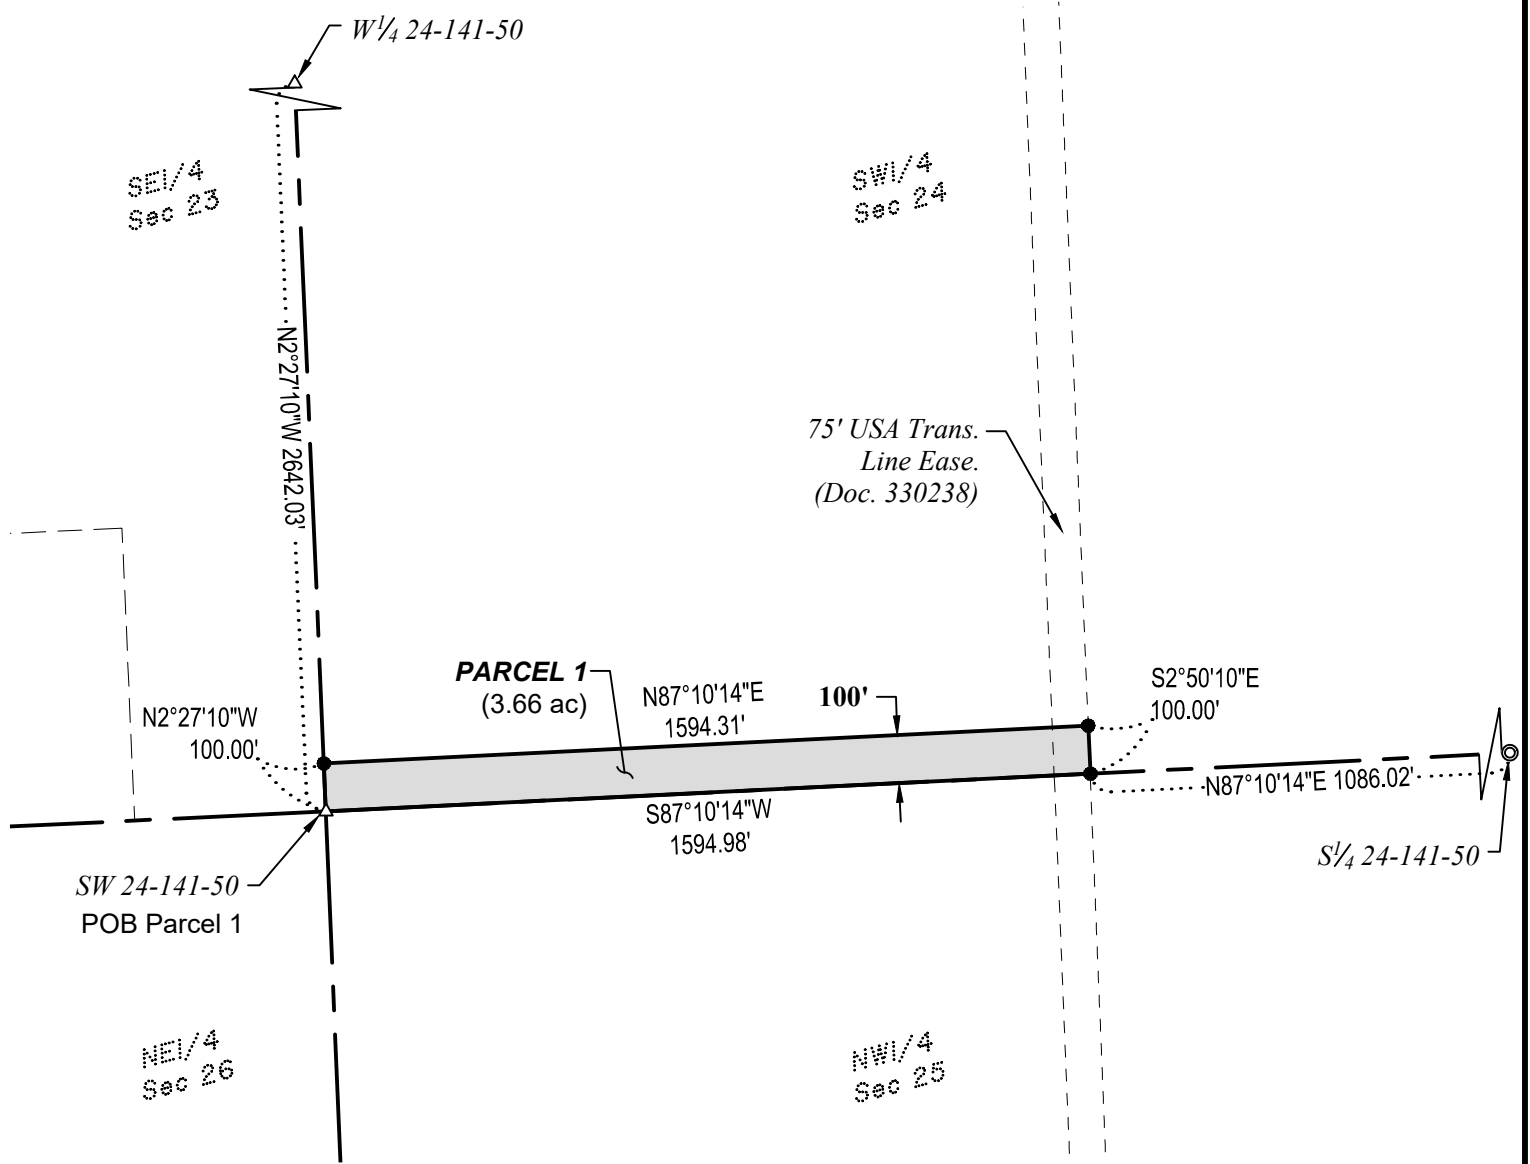 W1/4 24-141-50
SE1/4
Sec 23
SW1/4
Sec 24
N2°27'10"W 2642.03'
75' USA Trans.
Line Ease.
(Doc. 330238)
PARCEL 1
(3.66 ac)
N87°10'14"E
1594.31'
100'
S2°50'10"E
100.00'
N2°27'10"W
100.00'
N87°10'14"E 1086.02'
S87°10'14"W
1594.98'
S1/4 24-141-50
SW 24-141-50
POB Parcel 1
NE1/4
Sec 26
NW1/4
Sec 25